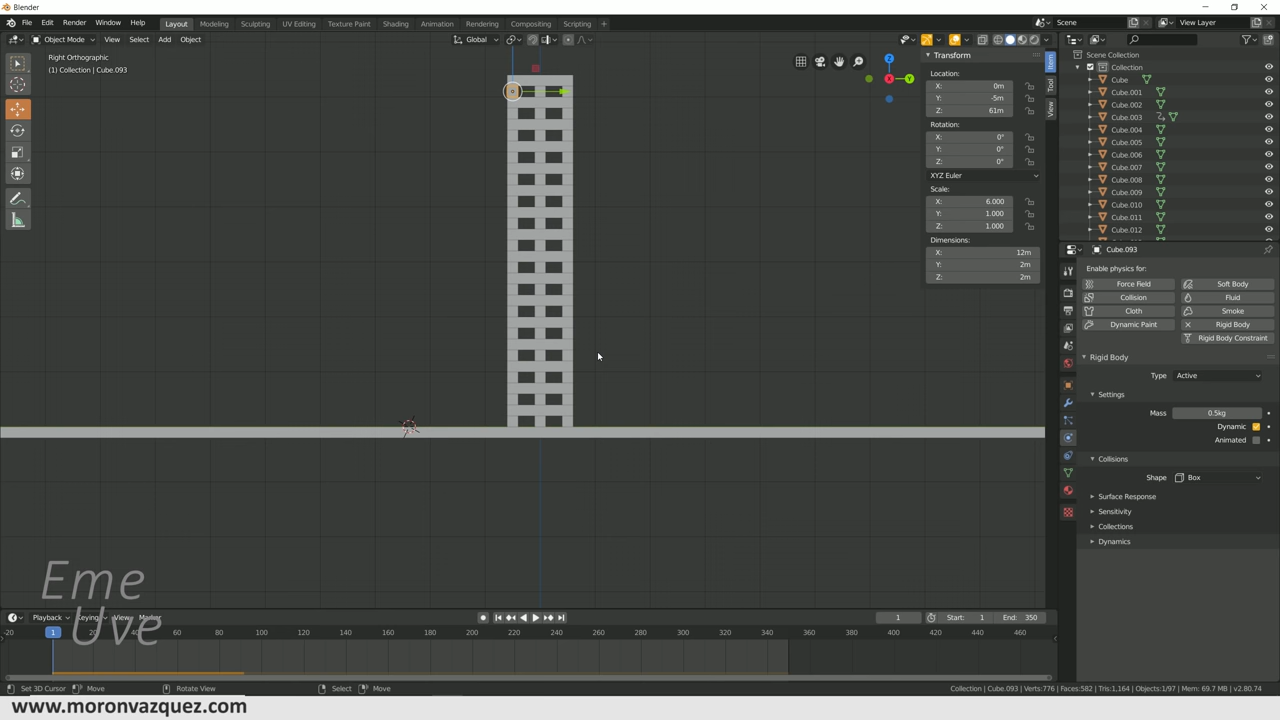 Blender
File Edit Render Window Help
Layout Modeling Sculpting UV Editing Texture Paint Shading Animation Rendering Compositing Scripting +
Scene View Layer
Object Mode View Select Add Object
Global
Right Orthographic
(1) Collection | Cube.093
Z
Y
X
Item
Tool
View
Transform
Location:
X: 0m
Y: -5m
Z: 61m
Rotation:
X: 0°
Y: 0°
Z: 0°
XYZ Euler
Scale:
X: 6.000
Y: 1.000
Z: 1.000
Dimensions:
X: 12m
Y: 2m
Z: 2m
Scene Collection
Collection
Cube
Cube.001
Cube.002
Cube.003
Cube.004
Cube.005
Cube.006
Cube.007
Cube.008
Cube.009
Cube.010
Cube.011
Cube.012
Cube.093
Enable physics for:
Force Field Soft Body
Collision Fluid
Cloth Smoke
Dynamic Paint Rigid Body
Rigid Body Constraint
Rigid Body
Type Active
Settings
Mass 0.5kg
Dynamic
Animated
Collisions
Shape Box
Surface Response
Sensitivity
Collections
Dynamics
Eme
Uve
Playback Keying View Marker
1 Start: 1 End: 350
-20 1 20 40 60 80 100 120 140 160 180 200 220 240 260 280 300 320 340 360 380 400 420 440 460
Set 3D Cursor Move Rotate View Select Move
Collection | Cube.093 | Verts:776 | Faces:582 | Tris:1,164 | Objects:1/97 | Mem: 69.7 MB | v2.80.74
www.moronvazquez.com